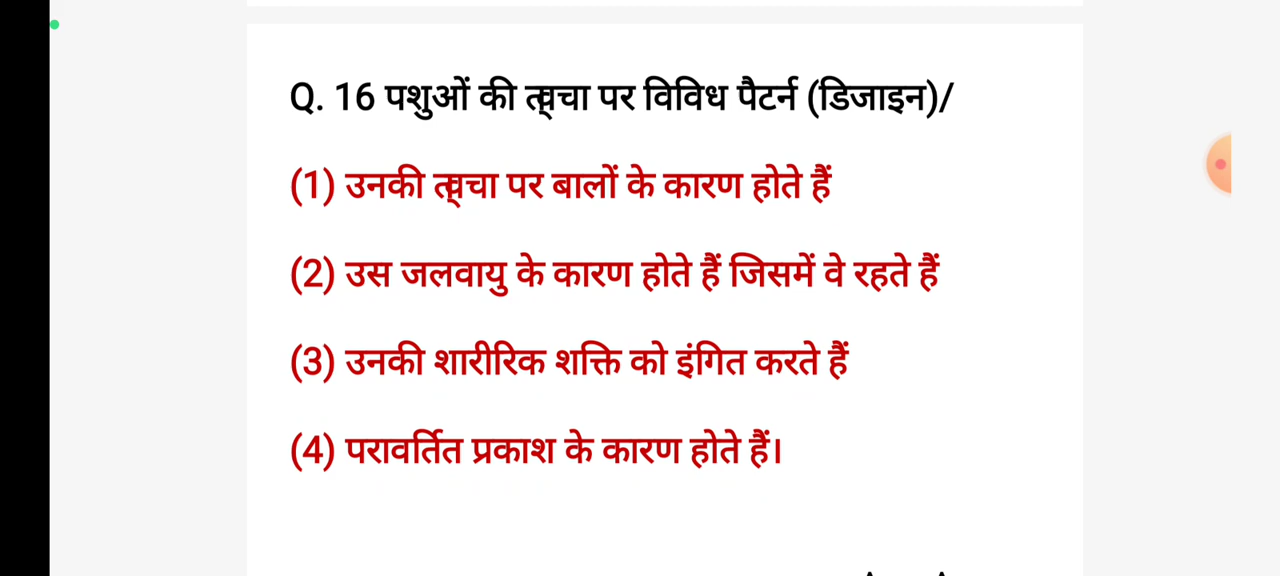 Q. 16 पशुओं की त्वचा पर विविध पैटर्न (डिजाइन)/
(1) उनकी त्वचा पर बालों के कारण होते हैं
(2) उस जलवायु के कारण होते हैं जिसमें वे रहते हैं
(3) उनकी शारीरिक शक्ति को इंगित करते हैं
(4) परावर्तित प्रकाश के कारण होते हैं।